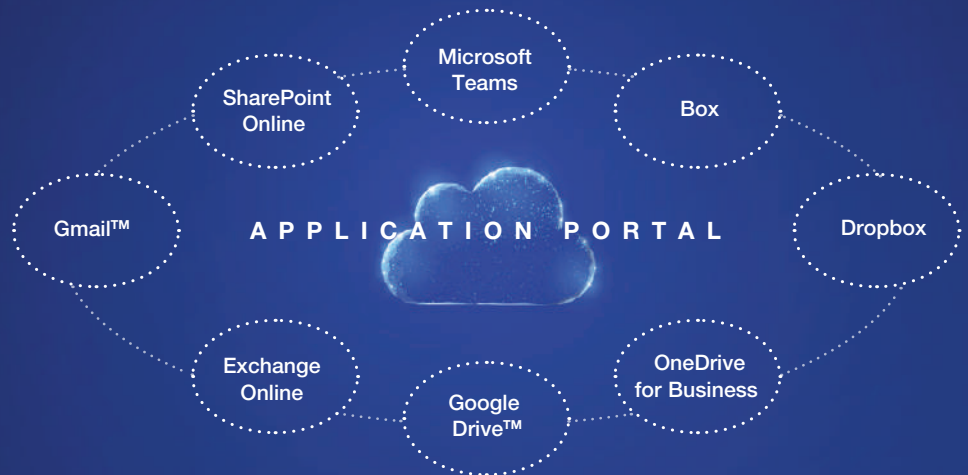 Microsoft
Teams
SharePoint
Online
Box
Gmail™
APPLICATION PORTAL
Dropbox
Exchange
Online
OneDrive
for Business
Google
Drive™